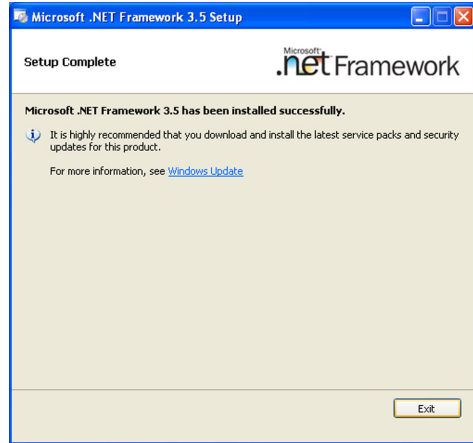 Microsoft .NET Framework 3.5 Setup
Setup Complete
Microsoft
.net Framework
Microsoft .NET Framework 3.5 has been installed successfully.
It is highly recommended that you download and install the latest service packs and security
updates for this product.
For more information, see Windows Update
Exit